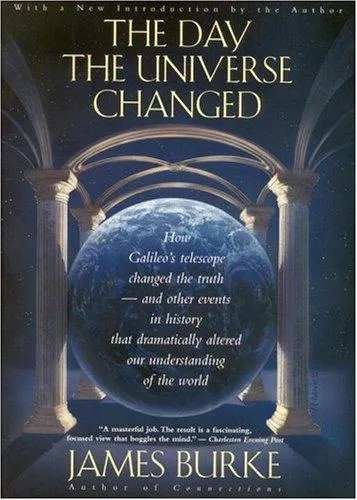 With a New Introduction by the Author
THE DAY
THE UNIVERSE
CHANGED
How
Galileo's telescope
changed the truth
— and other events
in history
that dramatically altered
our understanding
of the world
"A masterful job. The result is a fascinating,
focused view that boggles the mind." — Charleston Evening Post
JAMES BURKE
Author of Connections